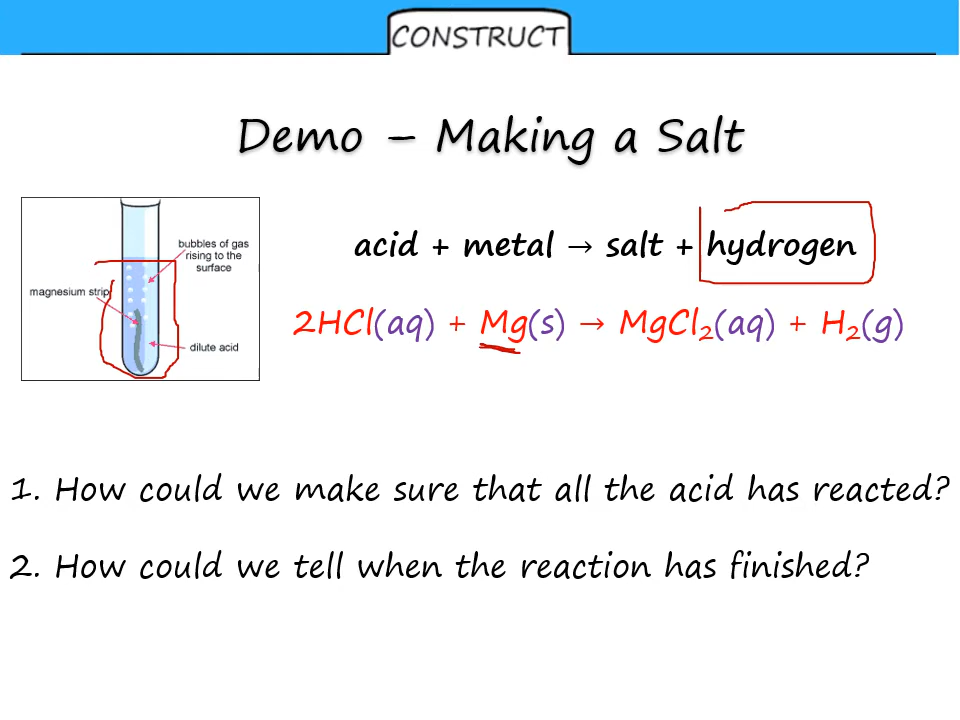 CONSTRUCT
Demo – Making a Salt
bubbles of gas
rising to the
surface
magnesium strip
dilute acid
acid + metal → salt + hydrogen
2HCl(aq) + Mg(s) → MgCl₂(aq) + H₂(g)
1. How could we make sure that all the acid has reacted?
2. How could we tell when the reaction has finished?